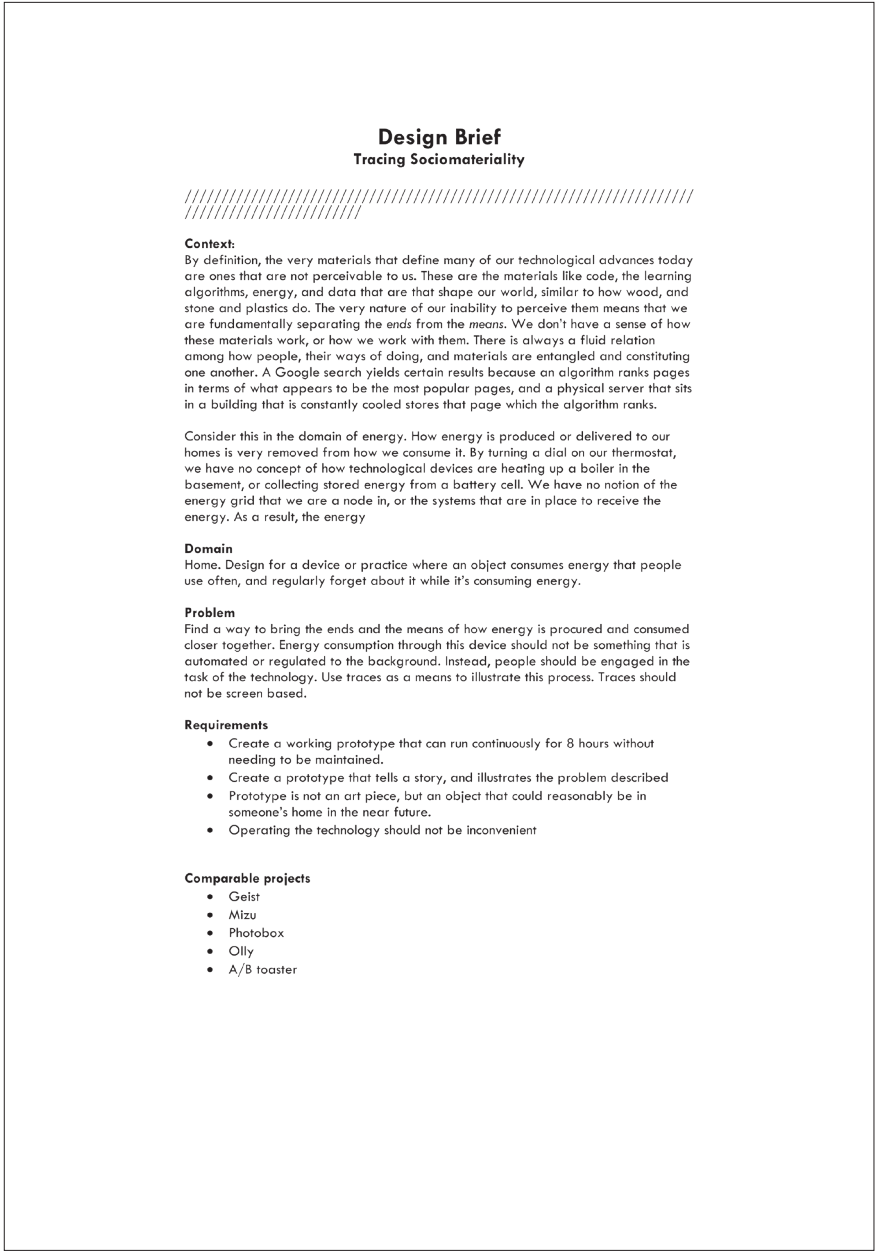 Design Brief
Tracing Sociomateriality
//////////////////////////////////////////////////////////////////////
////////////////////////
Context:
By definition, the very materials that define many of our technological advances today
are ones that are not perceivable to us. These are the materials like code, the learning
algorithms, energy, and data that are that shape our world, similar to how wood, and
stone and plastics do. The very nature of our inability to perceive them means that we
are fundamentally separating the ends from the means. We don't have a sense of how
these materials work, or how we work with them. There is always a fluid relation
among how people, their ways of doing, and materials are entangled and constituting
one another. A Google search yields certain results because an algorithm ranks pages
in terms of what appears to be the most popular pages, and a physical server that sits
in a building that is constantly cooled stores that page which the algorithm ranks.
Consider this in the domain of energy. How energy is produced or delivered to our
homes is very removed from how we consume it. By turning a dial on our thermostat,
we have no concept of how technological devices are heating up a boiler in the
basement, or collecting stored energy from a battery cell. We have no notion of the
energy grid that we are a node in, or the systems that are in place to receive the
energy. As a result, the energy
Domain
Home. Design for a device or practice where an object consumes energy that people
use often, and regularly forget about it while it's consuming energy.
Problem
Find a way to bring the ends and the means of how energy is procured and consumed
closer together. Energy consumption through this device should not be something that is
automated or regulated to the background. Instead, people should be engaged in the
task of the technology. Use traces as a means to illustrate this process. Traces should
not be screen based.
Requirements
• Create a working prototype that can run continuously for 8 hours without
needing to be maintained.
• Create a prototype that tells a story, and illustrates the problem described
• Prototype is not an art piece, but an object that could reasonably be in
someone's home in the near future.
• Operating the technology should not be inconvenient
Comparable projects
• Geist
• Mizu
• Photobox
• Olly
• A/B toaster